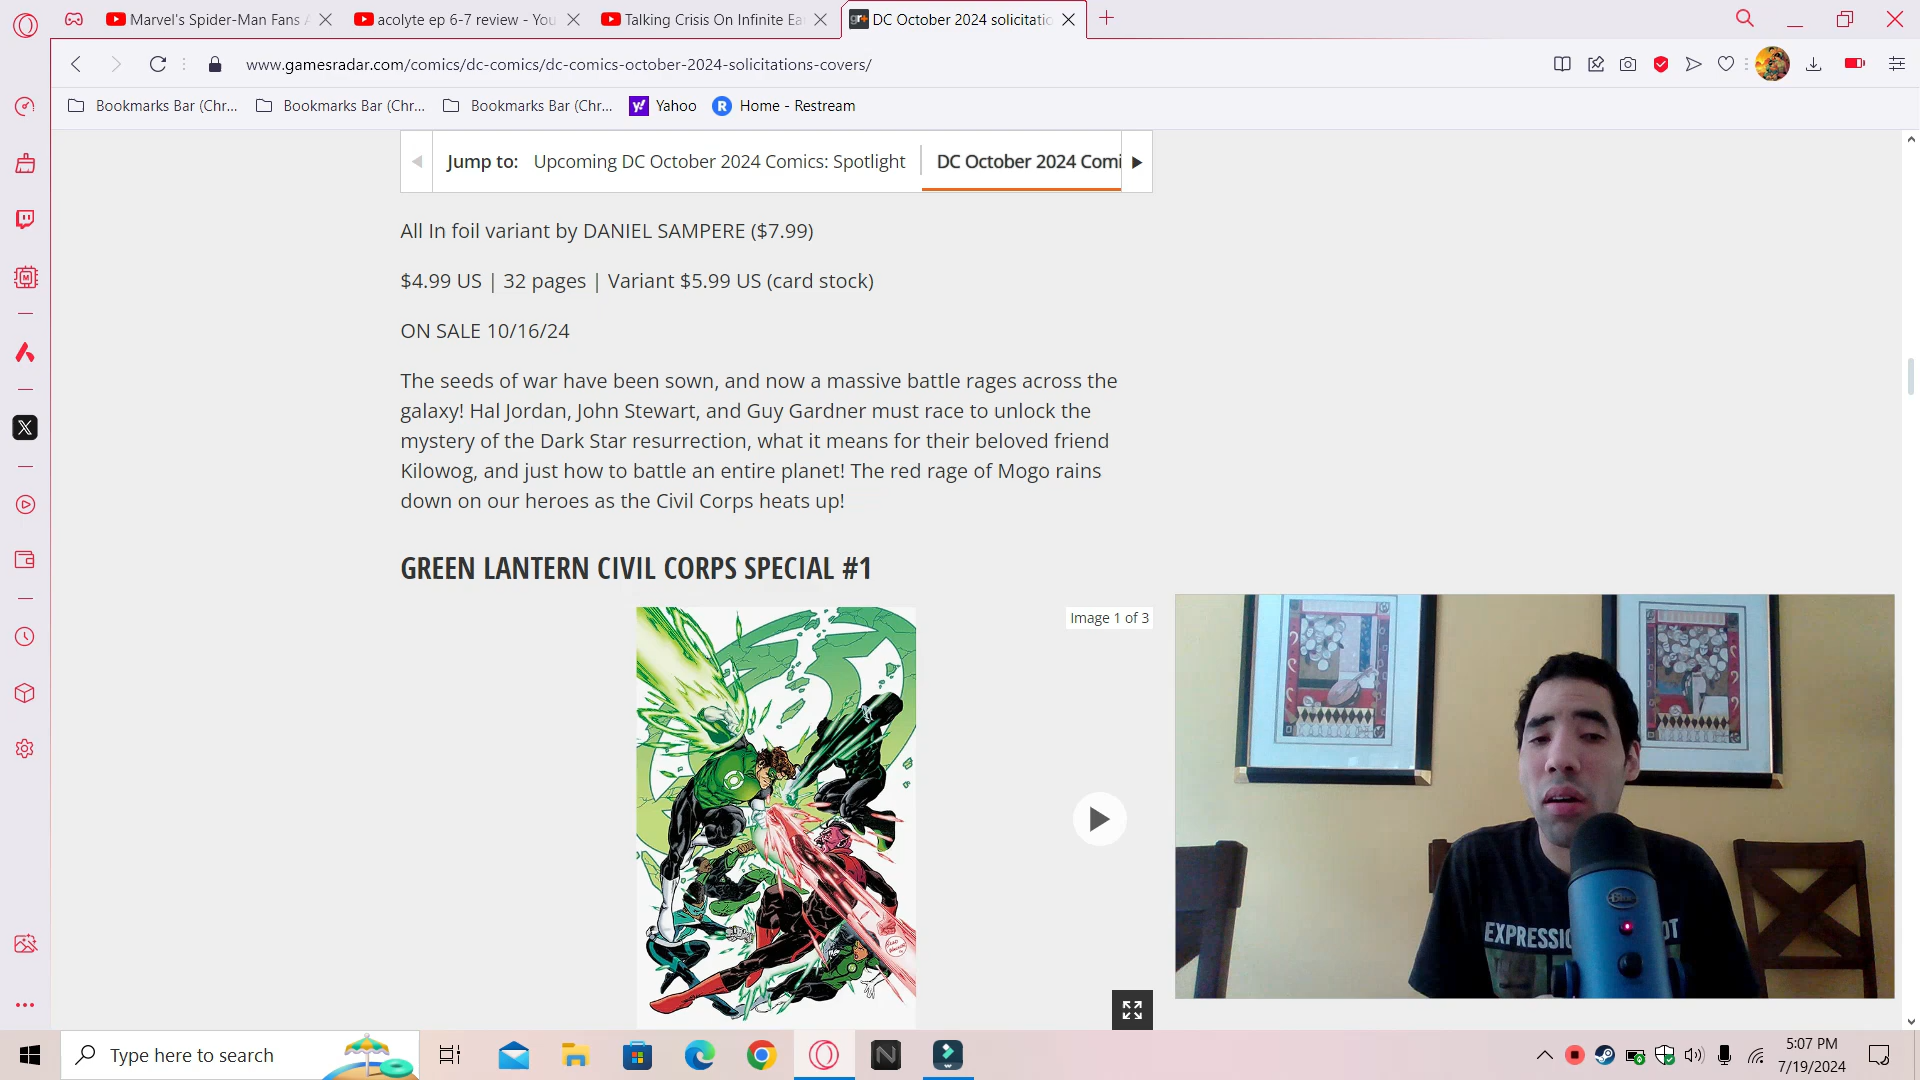 Marvel's Spider-Man Fans
acolyte ep 6-7 review - You
Talking Crisis On Infinite Ea
gr+
DC October 2024 solicitatio
www.gamesradar.com/comics/dc-comics/dc-comics-october-2024-solicitations-covers/
Bookmarks Bar (Chr...
Bookmarks Bar (Chr...
Bookmarks Bar (Chr...
Yahoo
Home - Restream
Jump to:
Upcoming DC October 2024 Comics: Spotlight
DC October 2024 Comi
All In foil variant by DANIEL SAMPERE ($7.99)
$4.99 US | 32 pages | Variant $5.99 US (card stock)
ON SALE 10/16/24
The seeds of war have been sown, and now a massive battle rages across the
galaxy! Hal Jordan, John Stewart, and Guy Gardner must race to unlock the
mystery of the Dark Star resurrection, what it means for their beloved friend
Kilowog, and just how to battle an entire planet! The red rage of Mogo rains
down on our heroes as the Civil Corps heats up!
GREEN LANTERN CIVIL CORPS SPECIAL #1
Image 1 of 3
EXPRESSIO
OT
Type here to search
5:07 PM
7/19/2024